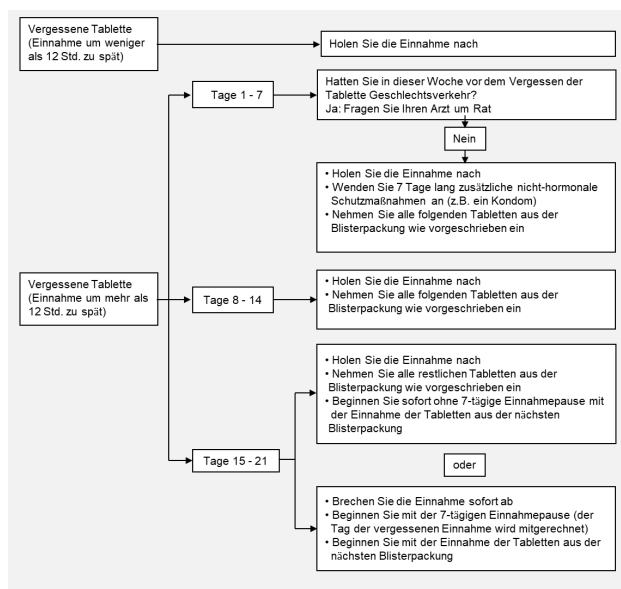 Vergessene Tablette
(Einnahme um weniger
als 12 Std. zu spät)
Holen Sie die Einnahme nach
Tage 1 - 7
Hatten Sie in dieser Woche vor dem Vergessen der
Tablette Geschlechtsverkehr?
Ja: Fragen Sie Ihren Arzt um Rat
Nein
• Holen Sie die Einnahme nach
• Wenden Sie 7 Tage lang zusätzliche nicht-hormonale
Schutzmaßnahmen an (z.B. ein Kondom)
• Nehmen Sie alle folgenden Tabletten aus der
Blisterpackung wie vorgeschrieben ein
Vergessene Tablette
(Einnahme um mehr als
12 Std. zu spät)
Tage 8 - 14
• Holen Sie die Einnahme nach
• Nehmen Sie alle folgenden Tabletten aus der
Blisterpackung wie vorgeschrieben ein
Tage 15 - 21
• Holen Sie die Einnahme nach
• Nehmen Sie alle restlichen Tabletten aus der
Blisterpackung wie vorgeschrieben ein
• Beginnen Sie sofort ohne 7-tägige Einnahmepause mit
der Einnahme der Tabletten aus der nächsten
Blisterpackung
oder
• Brechen Sie die Einnahme sofort ab
• Beginnen Sie mit der 7-tägigen Einnahmepause (der
Tag der vergessenen Einnahme wird mitgerechnet)
• Beginnen Sie mit der Einnahme der Tabletten aus der
nächsten Blisterpackung